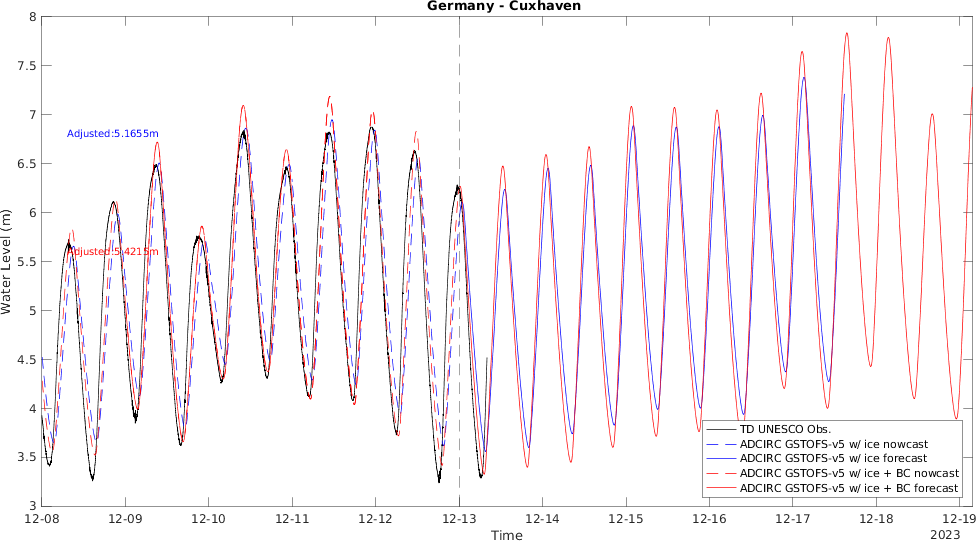 Germany - Cuxhaven
8
7.5
7
6.5
6
5.5
5
4.5
4
3.5
3
Water Level (m)
Adjusted:5.1655m
Adjusted:5.4215m
TD UNESCO Obs.
ADCIRC GSTOFS-v5 w/ ice nowcast
ADCIRC GSTOFS-v5 w/ ice forecast
ADCIRC GSTOFS-v5 w/ ice + BC nowcast
ADCIRC GSTOFS-v5 w/ ice + BC forecast
12-08 12-09 12-10 12-11 12-12 12-13 12-14 12-15 12-16 12-17 12-18 12-19
Time
2023